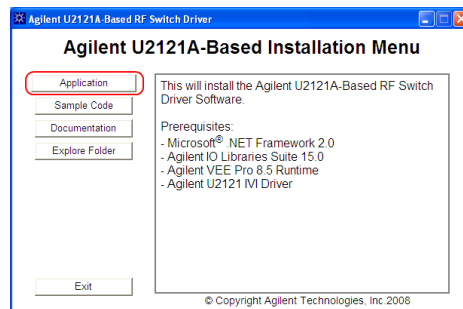 Agilent U2121A-Based RF Switch Driver
Agilent U2121A-Based Installation Menu
Application
Sample Code
Documentation
Explore Folder
Exit
This will install the Agilent U2121A-Based RF Switch
Driver Software.
Prerequisites:
- Microsoft® .NET Framework 2.0
- Agilent IO Libraries Suite 15.0
- Agilent VEE Pro 8.5 Runtime
- Agilent U2121 IVI Driver
© Copyright Agilent Technologies, Inc.2008